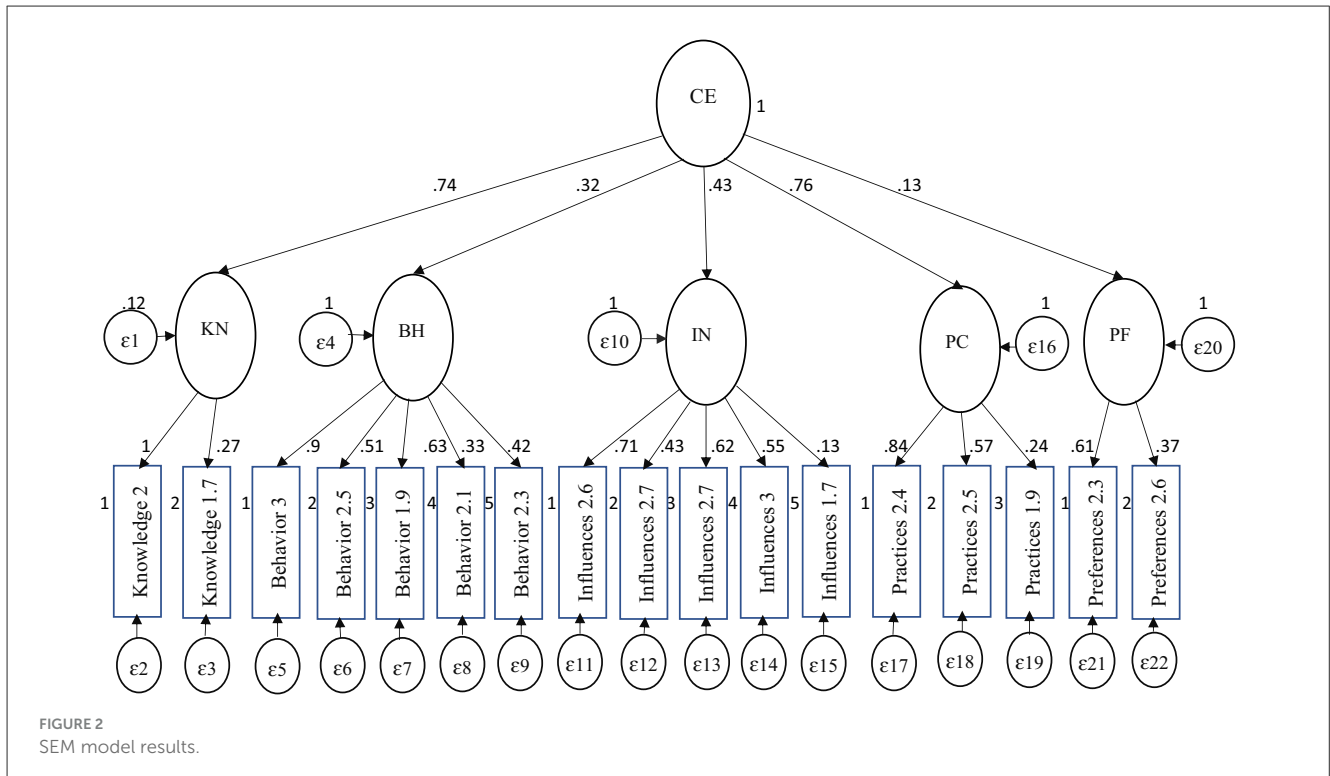 CE 1
.74 .32 .43 .76 .13
.12 1 1 1 1
KN BH IN PC PF
ε1 ε4 ε10 ε16 ε20
1 .27 .9 .51 .63 .33 .42 .71 .43 .62 .55 .13 .84 .57 .24 .61 .37
1 Knowledge 2
2 Knowledge 1.7
1 Behavior 3
2 Behavior 2.5
3 Behavior 1.9
4 Behavior 2.1
5 Behavior 2.3
1 Influences 2.6
2 Influences 2.7
3 Influences 2.7
4 Influences 3
5 Influences 1.7
1 Practices 2.4
2 Practices 2.5
3 Practices 1.9
1 Preferences 2.3
2 Preferences 2.6
ε2 ε3 ε5 ε6 ε7 ε8 ε9 ε11 ε12 ε13 ε14 ε15 ε17 ε18 ε19 ε21 ε22
FIGURE 2
SEM model results.